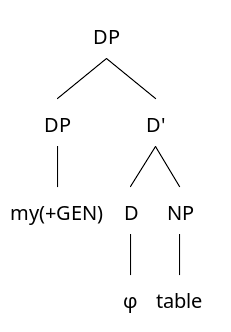 DP
DP D'
my(+GEN) D NP
φ table